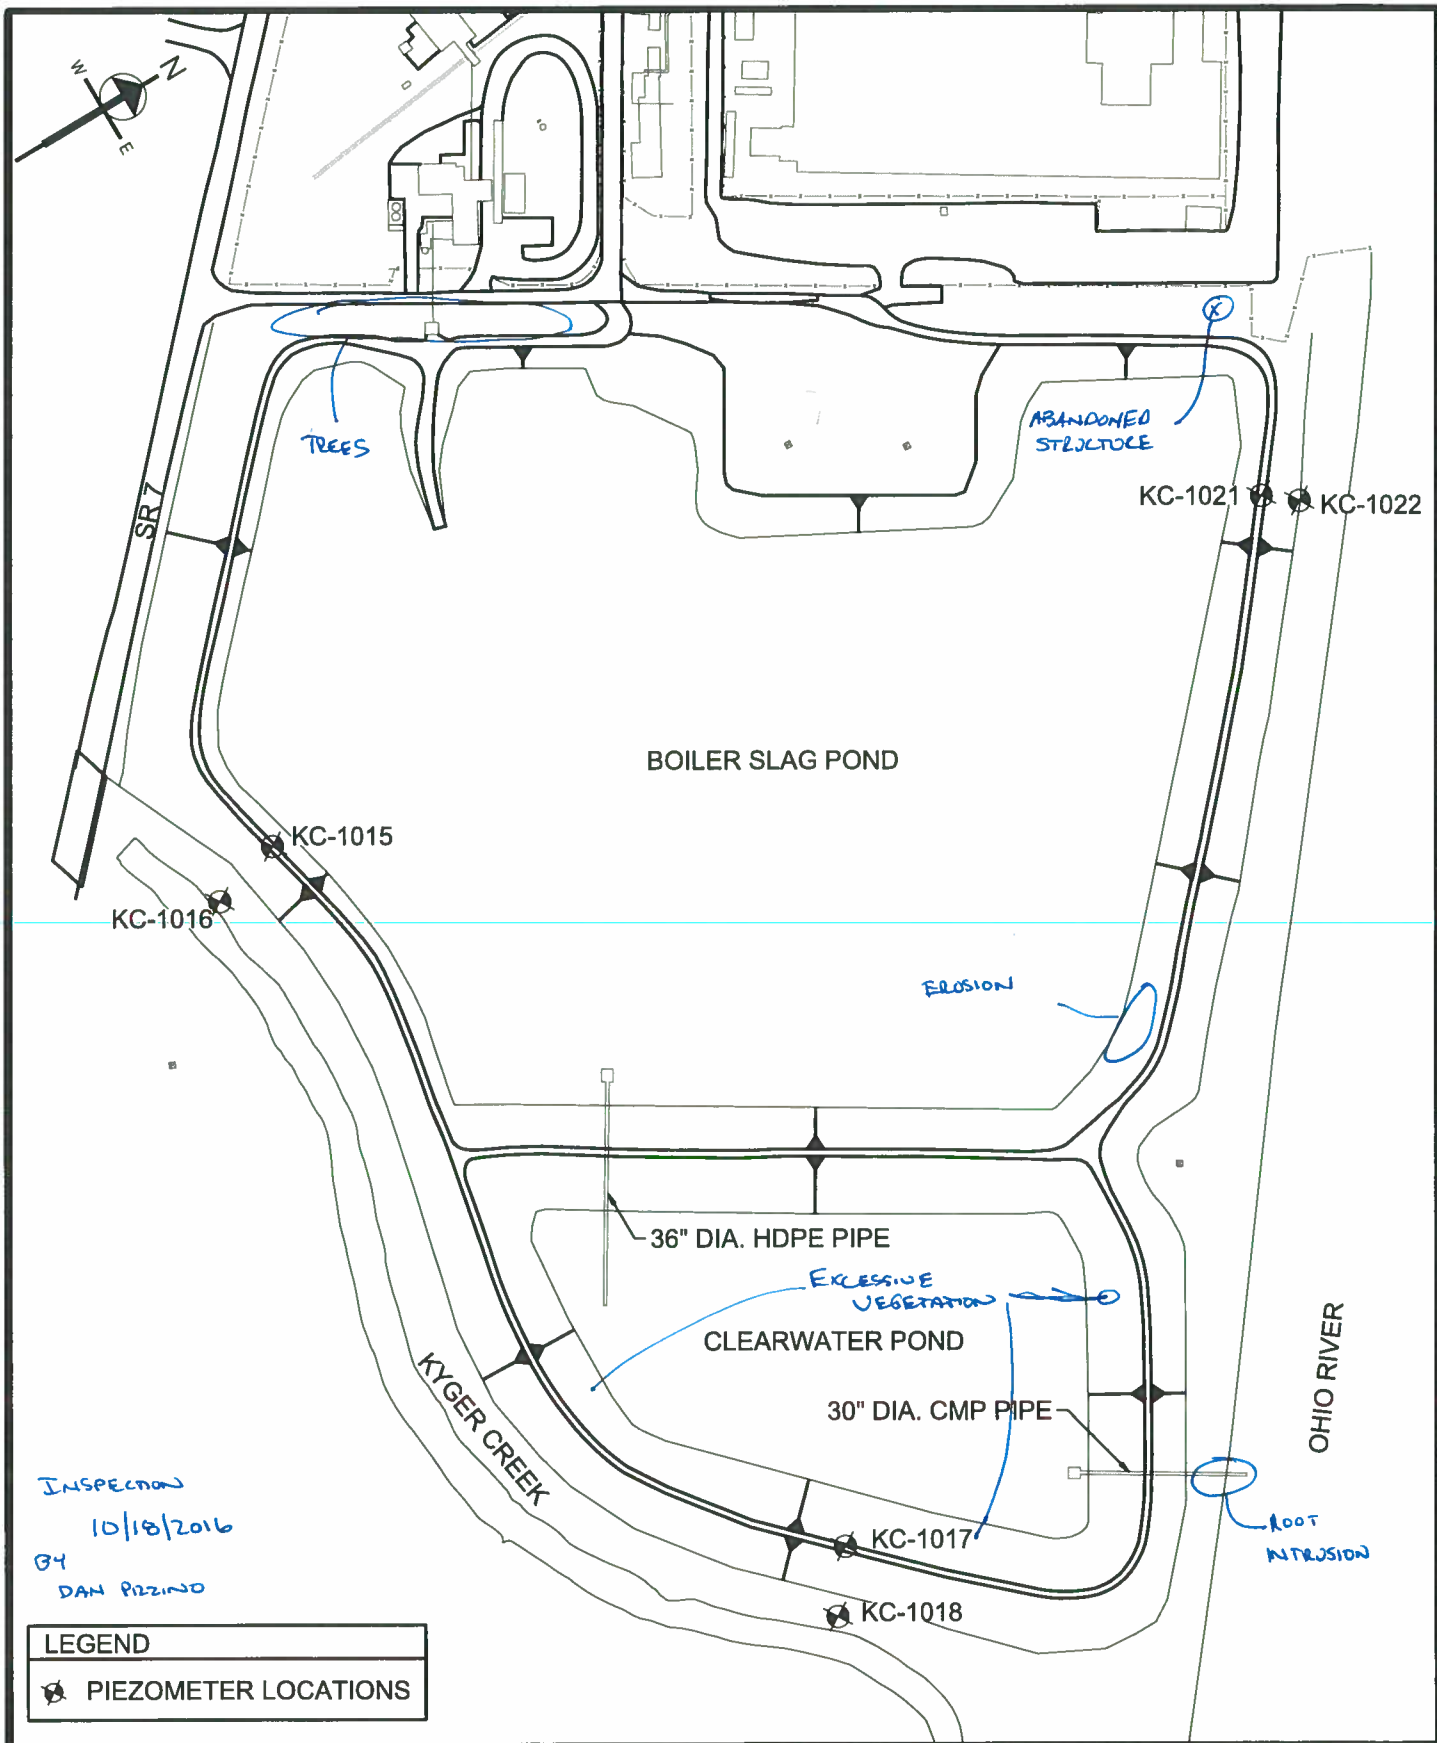 W
N
E
TREES
ABANDONED
STRUCTURE
X
SR 7
KC-1021
KC-1022
BOILER SLAG POND
KC-1015
KC-1016
EROSION
36" DIA. HDPE PIPE
EXCESSIVE
VEGETATION
CLEARWATER POND
30" DIA. CMP PIPE
OHIO RIVER
KYGER CREEK
INSPECTION
10/18/2016
BY
DAN PIZZINO
ROOT
INTRUSION
KC-1017
KC-1018
LEGEND
PIEZOMETER LOCATIONS